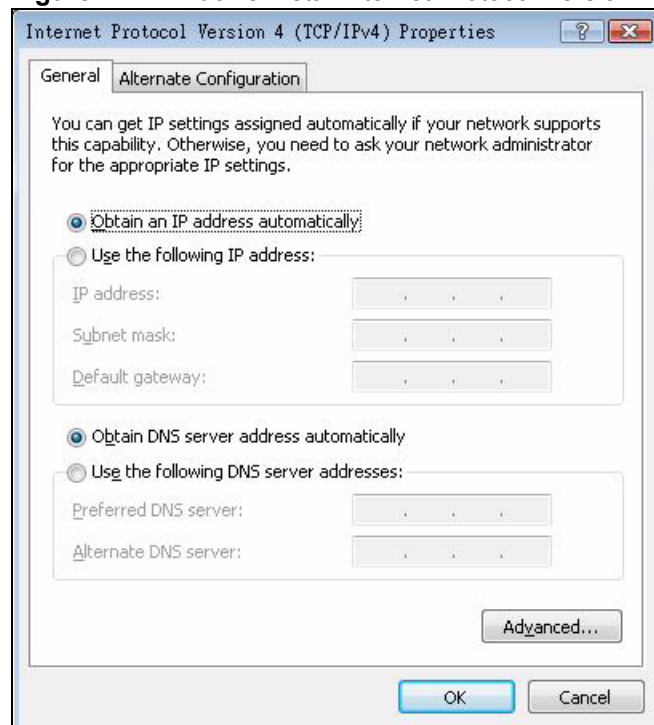 Internet Protocol Version 4 (TCP/IPv4) Properties
General
Alternate Configuration
You can get IP settings assigned automatically if your network supports
this capability. Otherwise, you need to ask your network administrator
for the appropriate IP settings.
Obtain an IP address automatically
Use the following IP address:
IP address:
Subnet mask:
Default gateway:
Obtain DNS server address automatically
Use the following DNS server addresses:
Preferred DNS server:
Alternate DNS server:
Advanced...
OK
Cancel